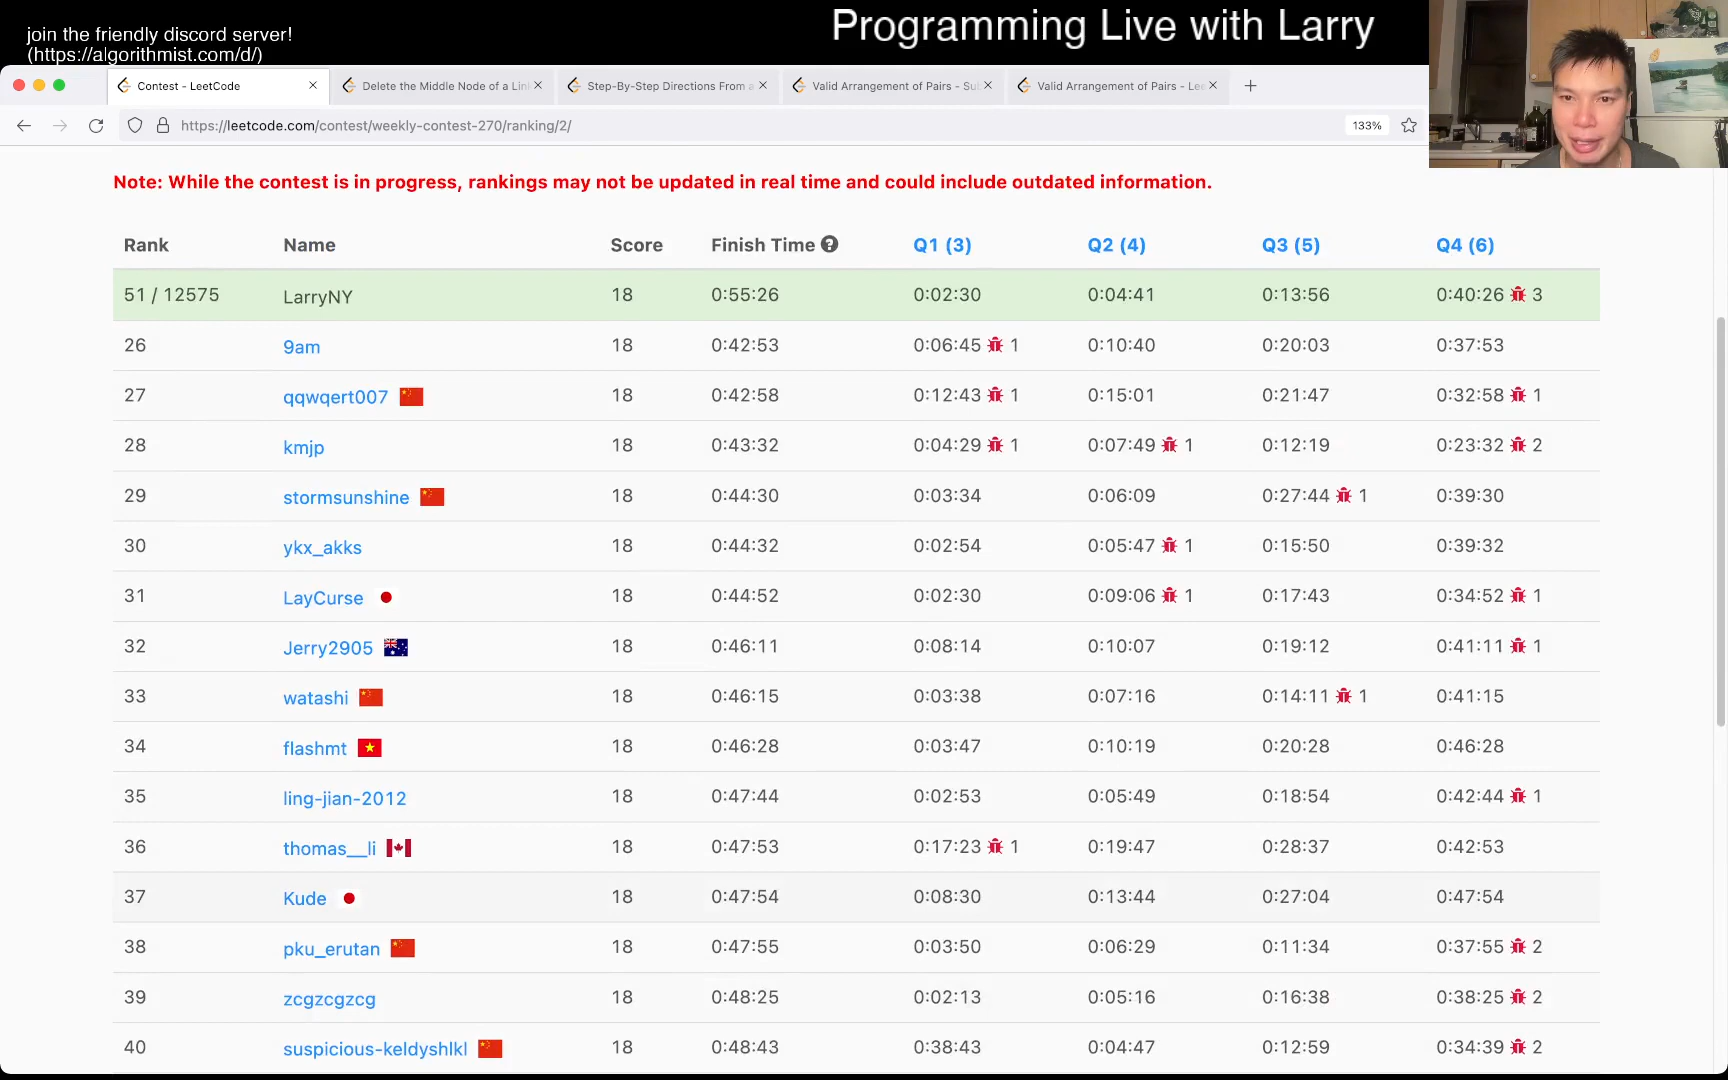 join the friendly discord server!
(https://algorithmist.com/d/)
Programming Live with Larry
Contest - LeetCode
Delete the Middle Node of a Lin
Step-By-Step Directions From a
Valid Arrangement of Pairs - Su
Valid Arrangement of Pairs - Lee
https://leetcode.com/contest/weekly-contest-270/ranking/2/
133%
Note: While the contest is in progress, rankings may not be updated in real time and could include outdated information.
Rank Name Score Finish Time Q1 (3) Q2 (4) Q3 (5) Q4 (6)
51 / 12575 LarryNY 18 0:55:26 0:02:30 0:04:41 0:13:56 0:40:26 3
26 9am 18 0:42:53 0:06:45 1 0:10:40 0:20:03 0:37:53
27 qqwqert007 18 0:42:58 0:12:43 1 0:15:01 0:21:47 0:32:58 1
28 kmjp 18 0:43:32 0:04:29 1 0:07:49 1 0:12:19 0:23:32 2
29 stormsunshine 18 0:44:30 0:03:34 0:06:09 0:27:44 1 0:39:30
30 ykx_akks 18 0:44:32 0:02:54 0:05:47 1 0:15:50 0:39:32
31 LayCurse 18 0:44:52 0:02:30 0:09:06 1 0:17:43 0:34:52 1
32 Jerry2905 18 0:46:11 0:08:14 0:10:07 0:19:12 0:41:11 1
33 watashi 18 0:46:15 0:03:38 0:07:16 0:14:11 1 0:41:15
34 flashmt 18 0:46:28 0:03:47 0:10:19 0:20:28 0:46:28
35 ling-jian-2012 18 0:47:44 0:02:53 0:05:49 0:18:54 0:42:44 1
36 thomas__li 18 0:47:53 0:17:23 1 0:19:47 0:28:37 0:42:53
37 Kude 18 0:47:54 0:08:30 0:13:44 0:27:04 0:47:54
38 pku_erutan 18 0:47:55 0:03:50 0:06:29 0:11:34 0:37:55 2
39 zcgzcgzcg 18 0:48:25 0:02:13 0:05:16 0:16:38 0:38:25 2
40 suspicious-keldyshlkl 18 0:48:43 0:38:43 0:04:47 0:12:59 0:34:39 2